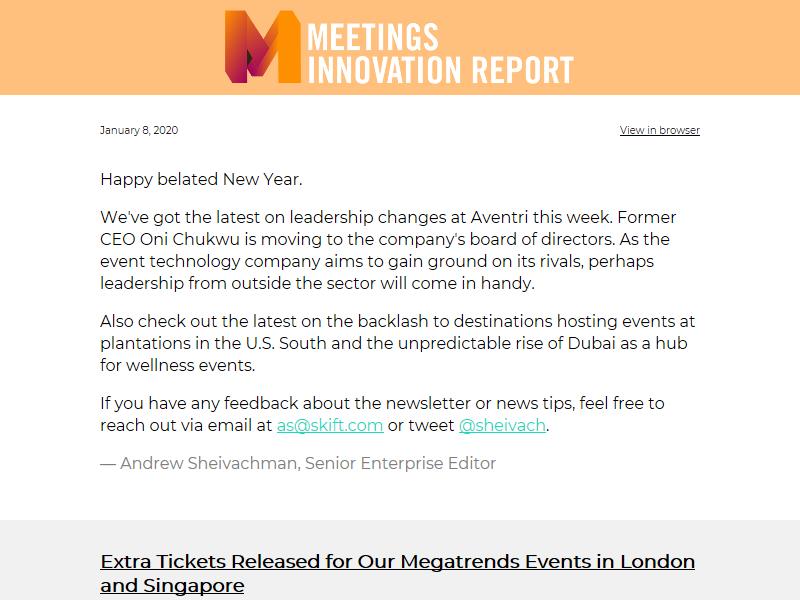 MEETINGS
INNOVATION REPORT
January 8, 2020
View in browser
Happy belated New Year.
We've got the latest on leadership changes at Aventri this week. Former
CEO Oni Chukwu is moving to the company's board of directors. As the
event technology company aims to gain ground on its rivals, perhaps
leadership from outside the sector will come in handy.
Also check out the latest on the backlash to destinations hosting events at
plantations in the U.S. South and the unpredictable rise of Dubai as a hub
for wellness events.
If you have any feedback about the newsletter or news tips, feel free to
reach out via email at as@skift.com or tweet @sheivach.
— Andrew Sheivachman, Senior Enterprise Editor
Extra Tickets Released for Our Megatrends Events in London
and Singapore